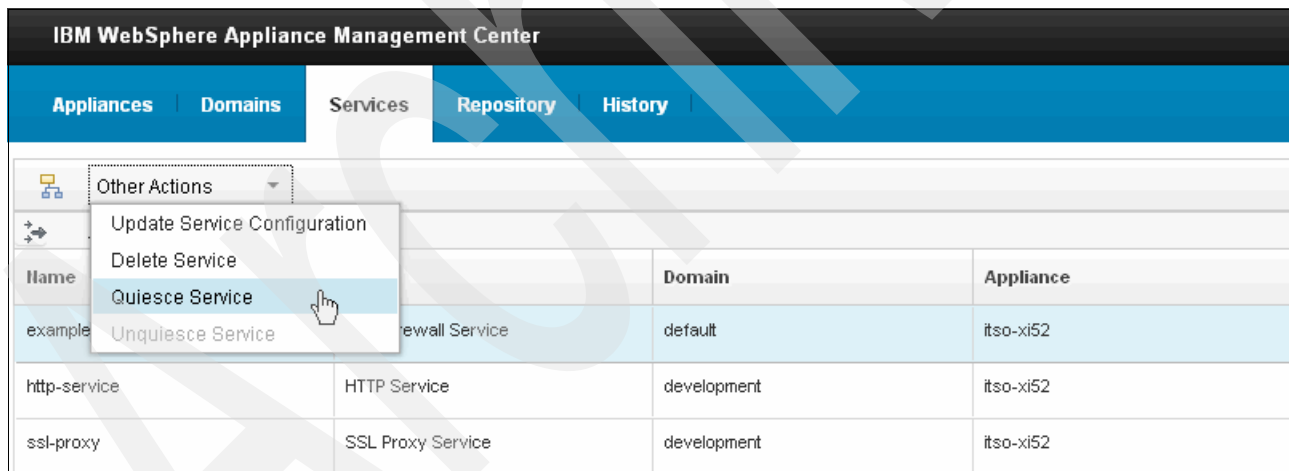 IBM WebSphere Appliance Management Center
Appliances Domains Services Repository History
Other Actions
Update Service Configuration
Delete Service
Quiesce Service
Unquiesce Service
Name Domain Appliance
example ewall Service default itso-xi52
http-service HTTP Service development itso-xi52
ssl-proxy SSL Proxy Service development itso-xi52